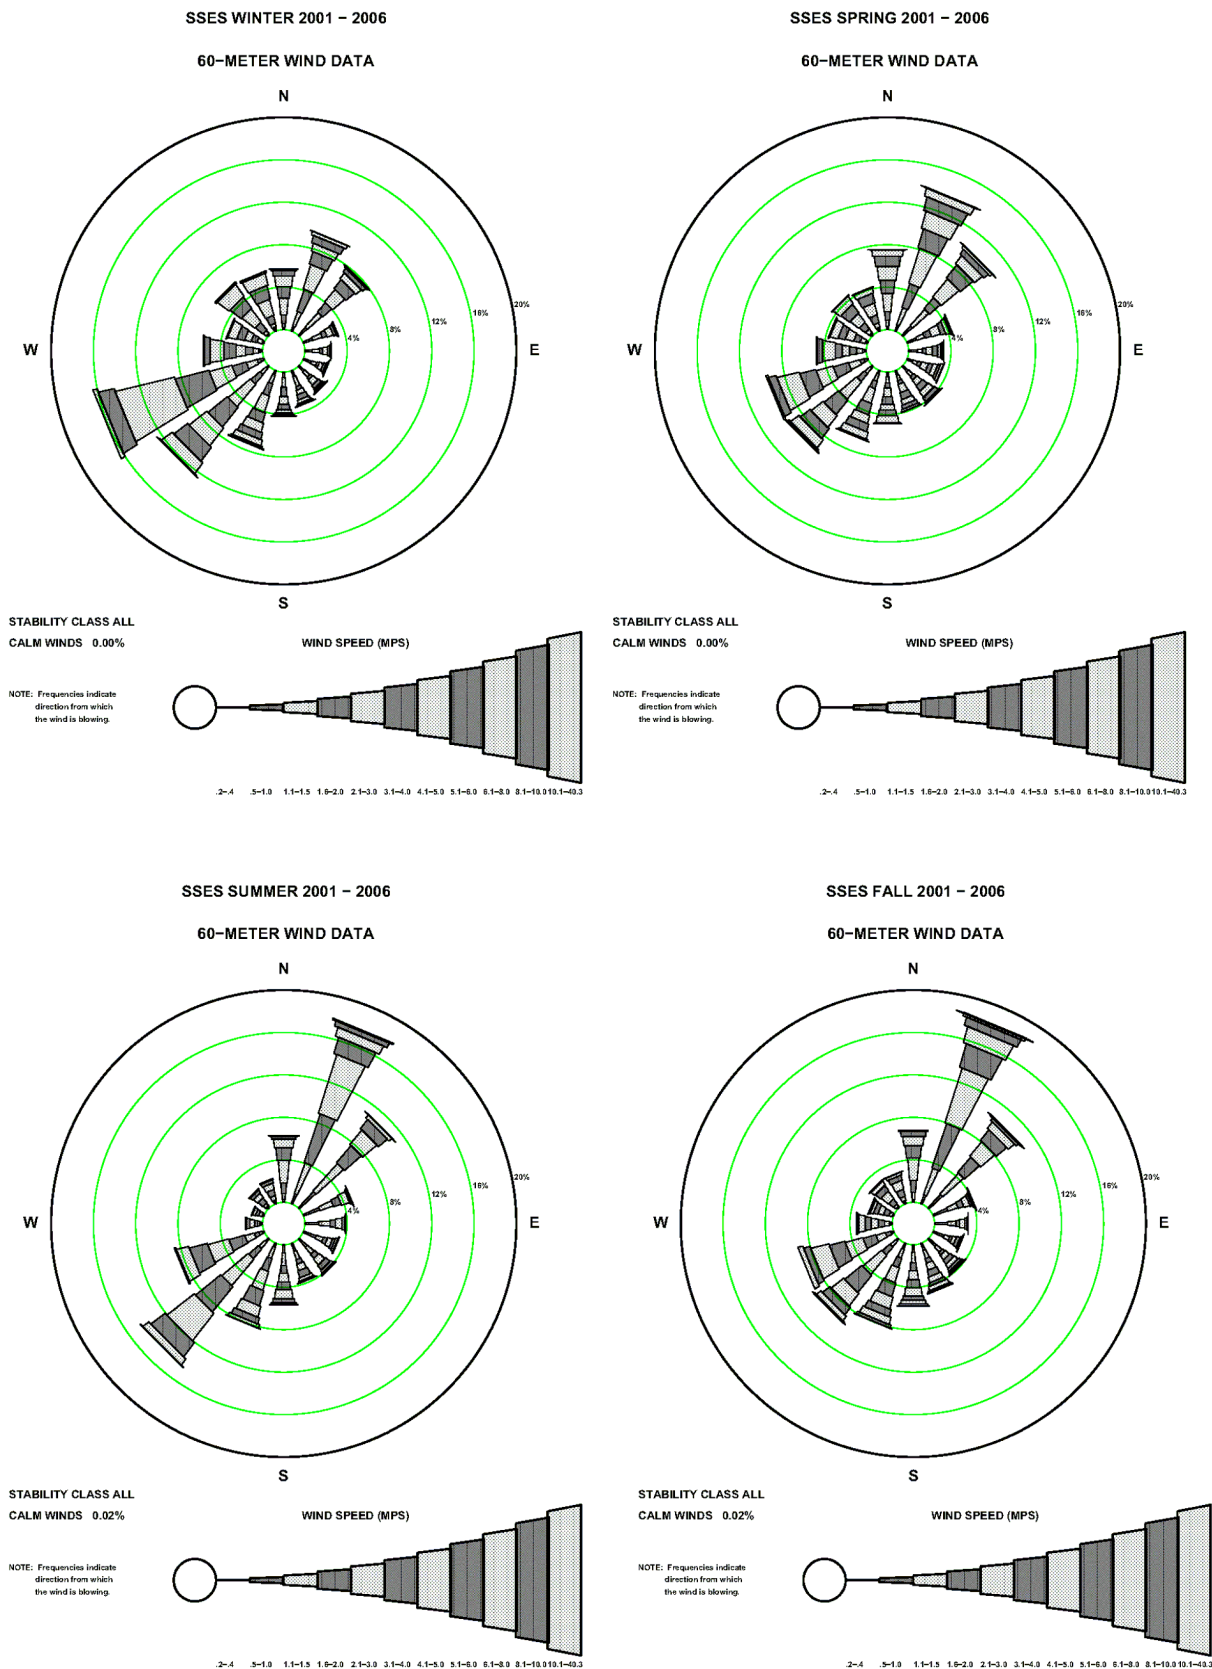 SSES WINTER 2001 – 2006
60–METER WIND DATA
N
W
E
S
4%
8%
12%
16%
20%
STABILITY CLASS ALL
CALM WINDS 0.00%
WIND SPEED (MPS)
NOTE: Frequencies indicate
direction from which
the wind is blowing.
.2–.4 .5–1.0 1.1–1.5 1.6–2.0 2.1–3.0 3.1–4.0 4.1–5.0 5.1–6.0 6.1–8.0 8.1–10.0 10.1–40.3
SSES SPRING 2001 – 2006
60–METER WIND DATA
N
W
E
S
4%
8%
12%
16%
20%
STABILITY CLASS ALL
CALM WINDS 0.00%
WIND SPEED (MPS)
NOTE: Frequencies indicate
direction from which
the wind is blowing.
.2–.4 .5–1.0 1.1–1.5 1.6–2.0 2.1–3.0 3.1–4.0 4.1–5.0 5.1–6.0 6.1–8.0 8.1–10.0 10.1–40.3
SSES SUMMER 2001 – 2006
60–METER WIND DATA
N
W
E
S
4%
8%
12%
16%
20%
STABILITY CLASS ALL
CALM WINDS 0.02%
WIND SPEED (MPS)
NOTE: Frequencies indicate
direction from which
the wind is blowing.
.2–.4 .5–1.0 1.1–1.5 1.6–2.0 2.1–3.0 3.1–4.0 4.1–5.0 5.1–6.0 6.1–8.0 8.1–10.0 10.1–40.3
SSES FALL 2001 – 2006
60–METER WIND DATA
N
W
E
S
4%
8%
12%
16%
20%
STABILITY CLASS ALL
CALM WINDS 0.02%
WIND SPEED (MPS)
NOTE: Frequencies indicate
direction from which
the wind is blowing.
.2–.4 .5–1.0 1.1–1.5 1.6–2.0 2.1–3.0 3.1–4.0 4.1–5.0 5.1–6.0 6.1–8.0 8.1–10.0 10.1–40.3